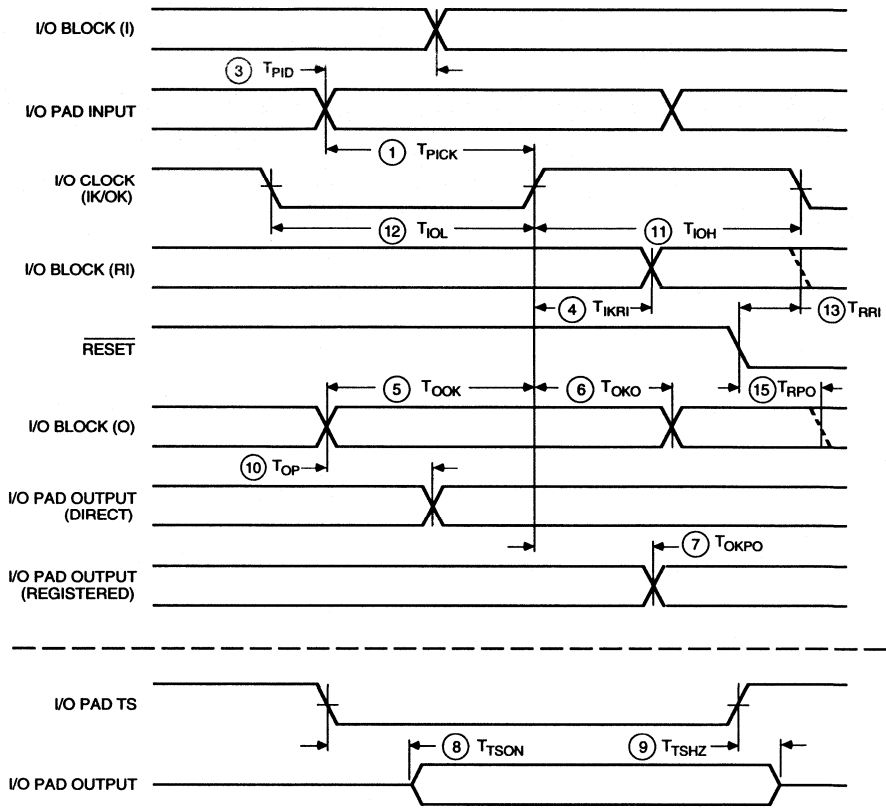 I/O BLOCK (I)
3 TPID
I/O PAD INPUT
1 TPICK
I/O CLOCK
(IK/OK)
12 TIOL
11 TIOH
I/O BLOCK (RI)
4 TIKRI
13 TRRI
RESET
5 TOOK
6 TOKO
15 TRPO
I/O BLOCK (O)
10 TOP
I/O PAD OUTPUT
(DIRECT)
7 TOKPO
I/O PAD OUTPUT
(REGISTERED)
I/O PAD TS
8 TTSON
9 TTSHZ
I/O PAD OUTPUT